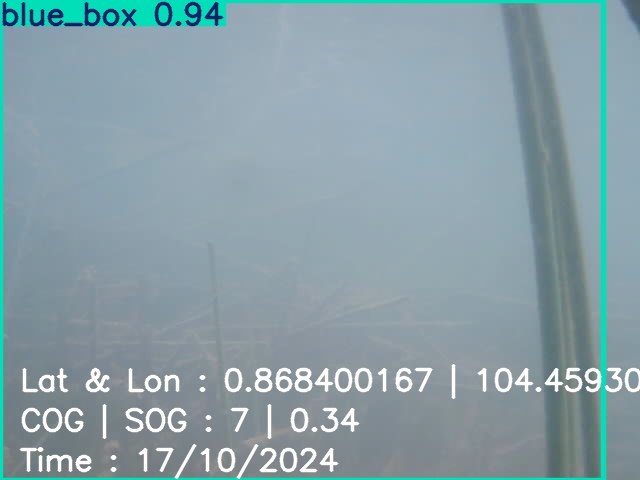 blue_box 0.94
Lat & Lon : 0.868400167 | 104.45930
COG | SOG : 7 | 0.34
Time : 17/10/2024